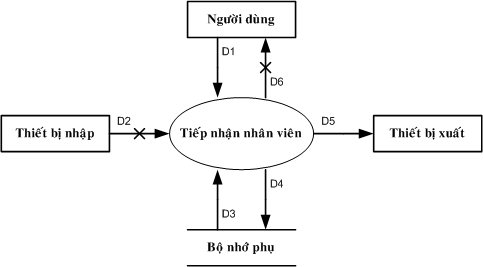 Người dùng
D1
D6
D2
Thiết bị nhập
Tiếp nhận nhân viên
D5
Thiết bị xuất
D4
D3
Bộ nhớ phụ